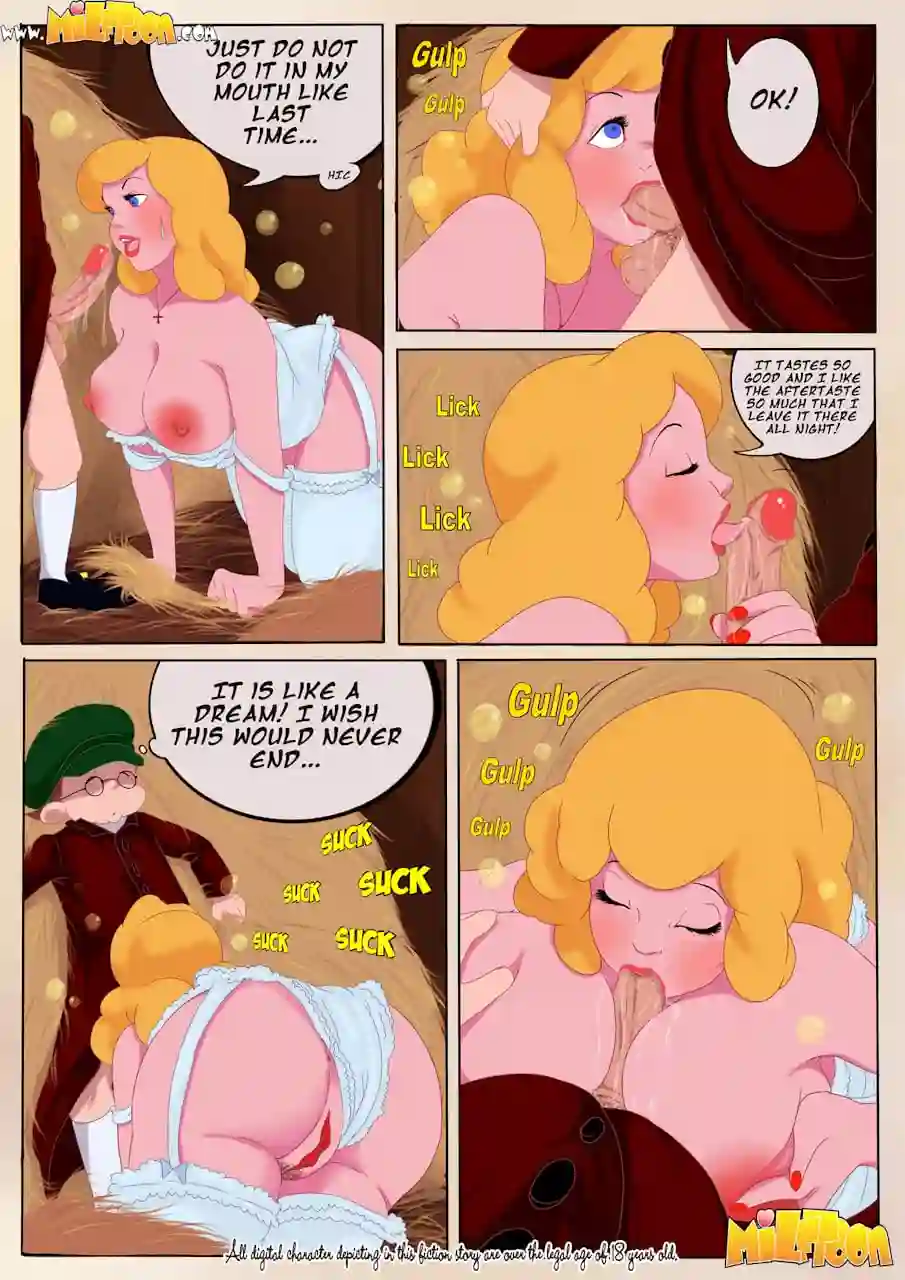 www.MilfToon.com
JUST DO NOT
DO IT IN MY
MOUTH LIKE
LAST
TIME...
HIC
Gulp
Gulp
OK!
Lick
Lick
Lick
Lick
IT TASTES SO
GOOD AND I LIKE
THE AFTERTASTE
SO MUCH THAT I
LEAVE IT THERE
ALL NIGHT!
IT IS LIKE A
DREAM! I WISH
THIS WOULD NEVER
END...
SUCK
SUCK
SUCK
SUCK
SUCK
Gulp
Gulp
Gulp
Gulp
MilfToon
All digital character depicting in this fiction story are over the legal age of 18 years old.